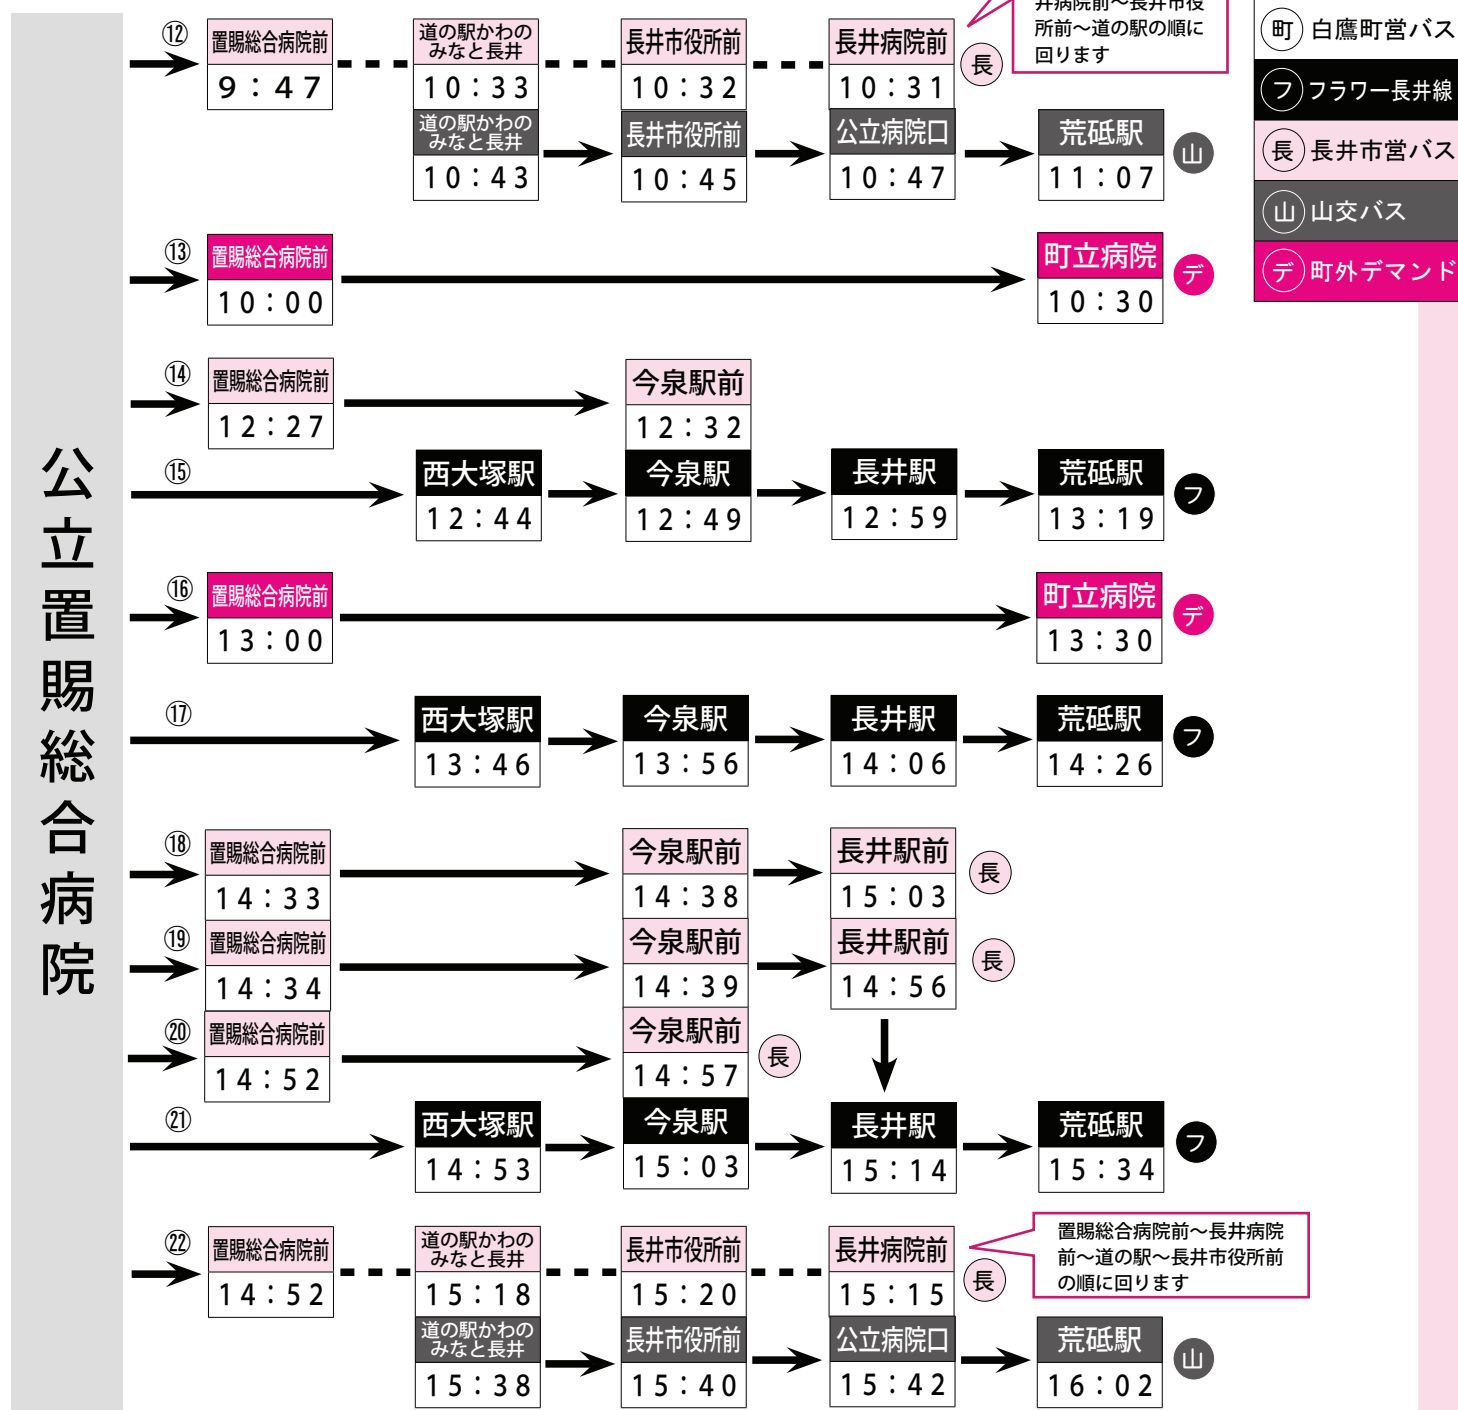 公立置賜総合病院
井病院前～長井市役
所前～道の駅の順に
回ります
町 白鷹町営バス
フ フラワー長井線
長 長井市営バス
山 山交バス
デ 町外デマンド
⑫
置賜総合病院前
9：47
道の駅かわの
みなと長井
10：33
長井市役所前
10：32
長井病院前
10：31
長
道の駅かわの
みなと長井
10：43
長井市役所前
10：45
公立病院口
10：47
荒砥駅
11：07
山
⑬
置賜総合病院前
10：00
町立病院
10：30
デ
⑭
置賜総合病院前
12：27
今泉駅前
12：32
⑮
西大塚駅
12：44
今泉駅
12：49
長井駅
12：59
荒砥駅
13：19
フ
⑯
置賜総合病院前
13：00
町立病院
13：30
デ
⑰
西大塚駅
13：46
今泉駅
13：56
長井駅
14：06
荒砥駅
14：26
フ
⑱
置賜総合病院前
14：33
今泉駅前
14：38
長井駅前
15：03
長
⑲
置賜総合病院前
14：34
今泉駅前
14：39
長井駅前
14：56
長
⑳
置賜総合病院前
14：52
今泉駅前
14：57
長
㉑
西大塚駅
14：53
今泉駅
15：03
長井駅
15：14
荒砥駅
15：34
フ
㉒
置賜総合病院前
14：52
道の駅かわの
みなと長井
15：18
長井市役所前
15：20
長井病院前
15：15
長
置賜総合病院前～長井病院
前～道の駅～長井市役所前
の順に回ります
道の駅かわの
みなと長井
15：38
長井市役所前
15：40
公立病院口
15：42
荒砥駅
16：02
山